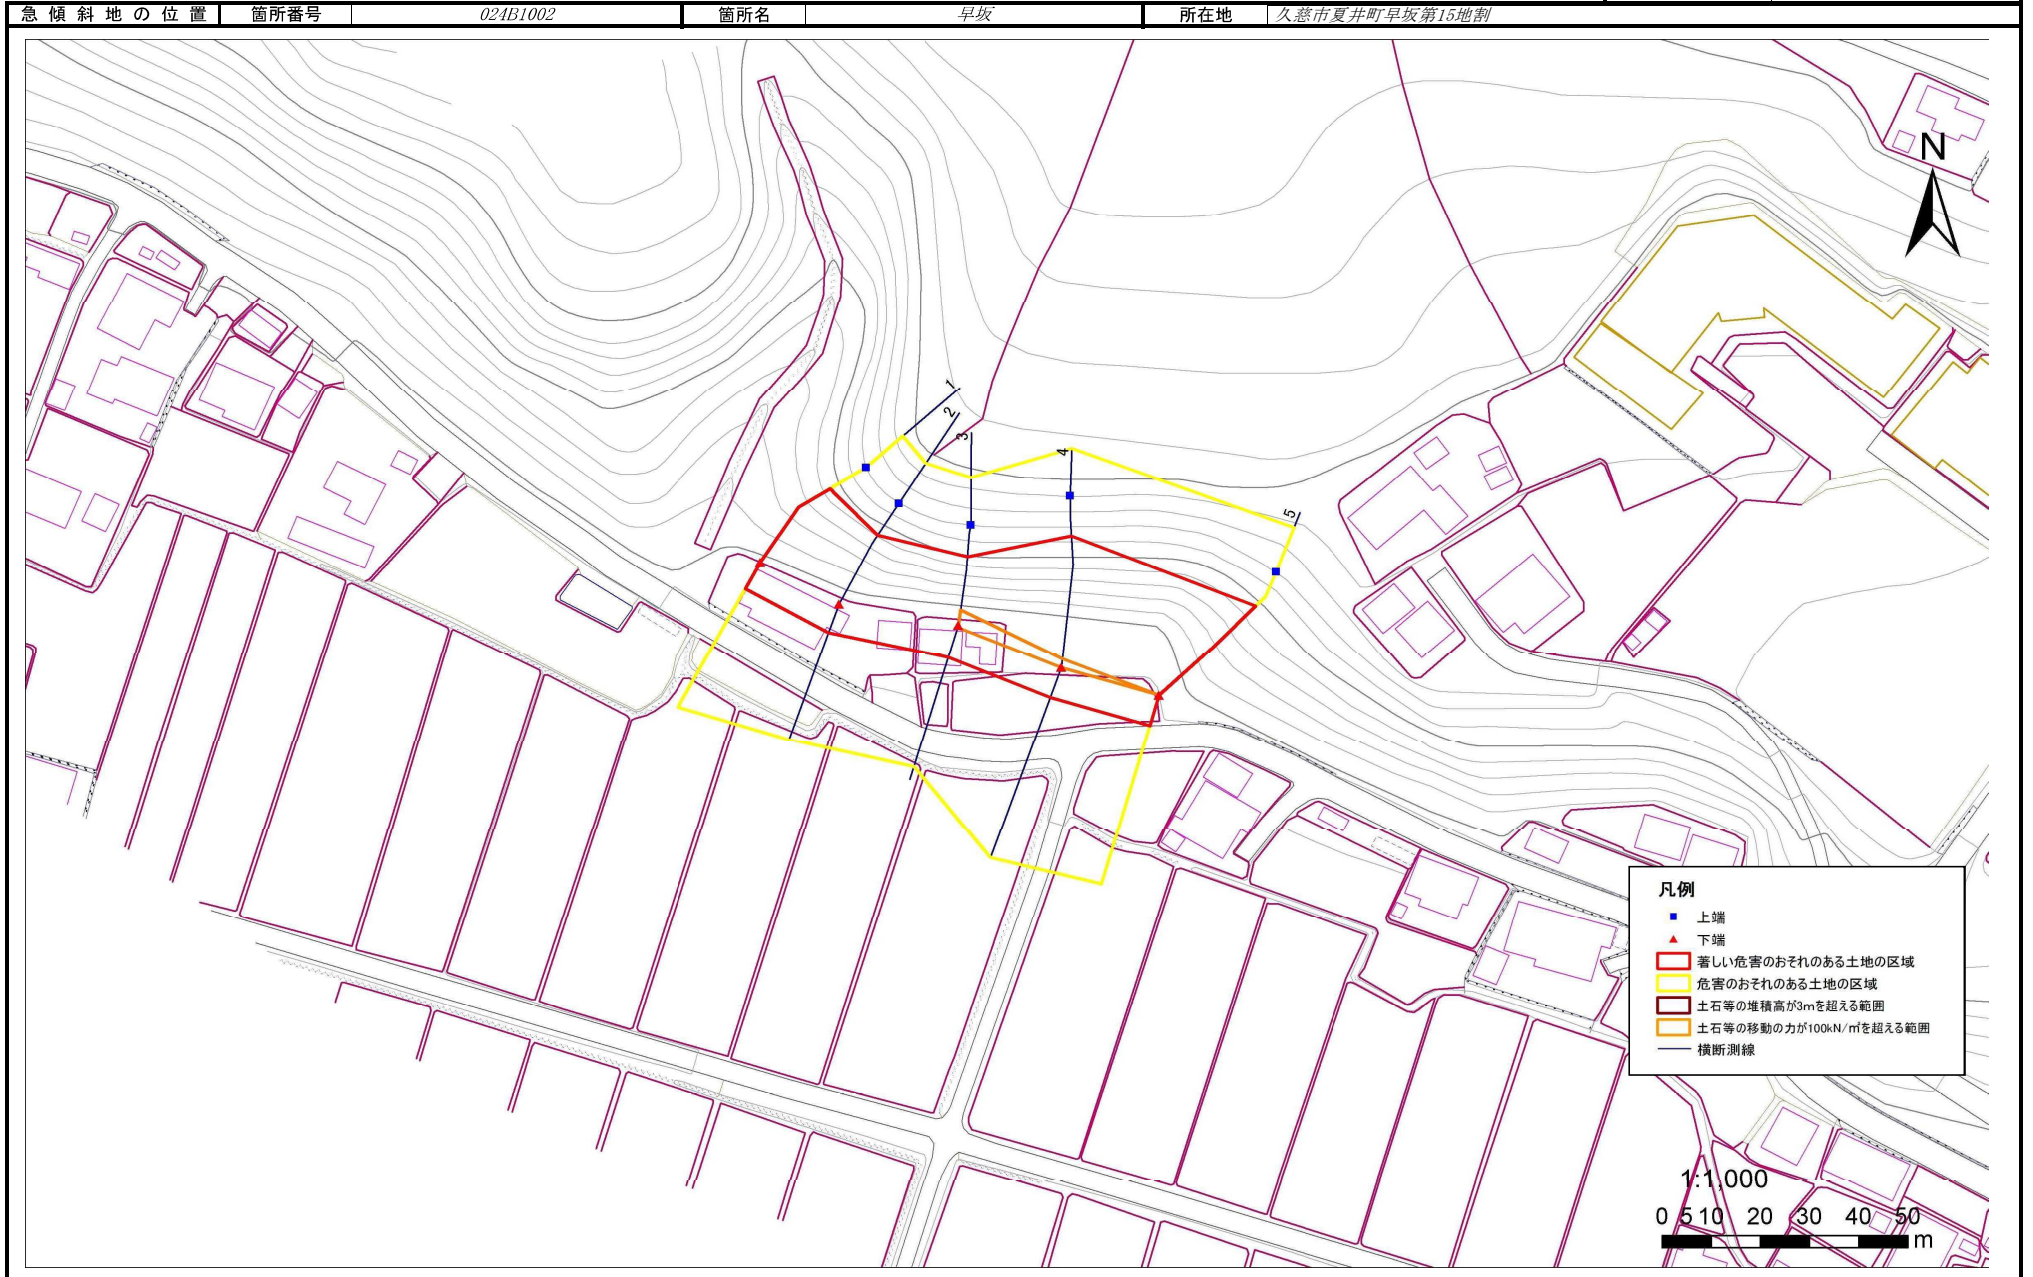 急傾斜地の位置 箇所番号 024B1002 箇所名 早坂 所在地 久慈市夏井町早坂第15地割
N
1
2
3
4
5
凡例
上端
下端
著しい危害のおそれのある土地の区域
危害のおそれのある土地の区域
土石等の堆積高が3mを超える範囲
土石等の移動の力が100kN/㎡を超える範囲
横断測線
1:1,000
0 5 10 20 30 40 50
m